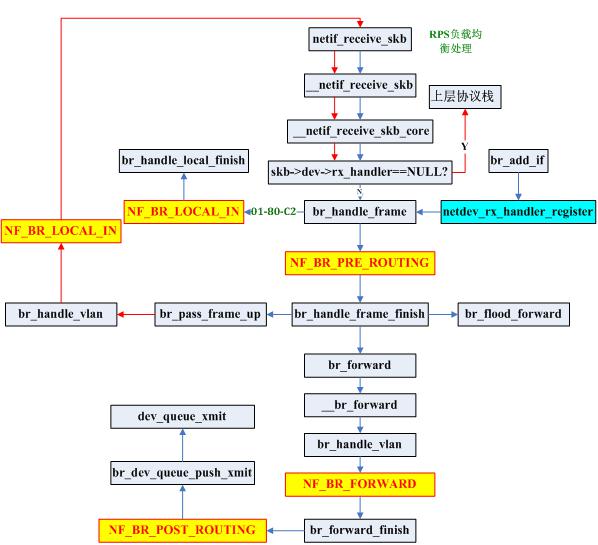 netif_receive_skb
RPS负载均
衡处理
__netif_receive_skb
上层协议栈
__netif_receive_skb_core
Y
br_handle_local_finish
skb->dev->rx_handler==NULL?
br_add_if
N
NF_BR_LOCAL_IN
01-80-C2
br_handle_frame
netdev_rx_handler_register
NF_BR_LOCAL_IN
NF_BR_PRE_ROUTING
br_handle_vlan
br_pass_frame_up
br_handle_frame_finish
br_flood_forward
br_forward
__br_forward
dev_queue_xmit
br_handle_vlan
br_dev_queue_push_xmit
NF_BR_FORWARD
NF_BR_POST_ROUTING
br_forward_finish